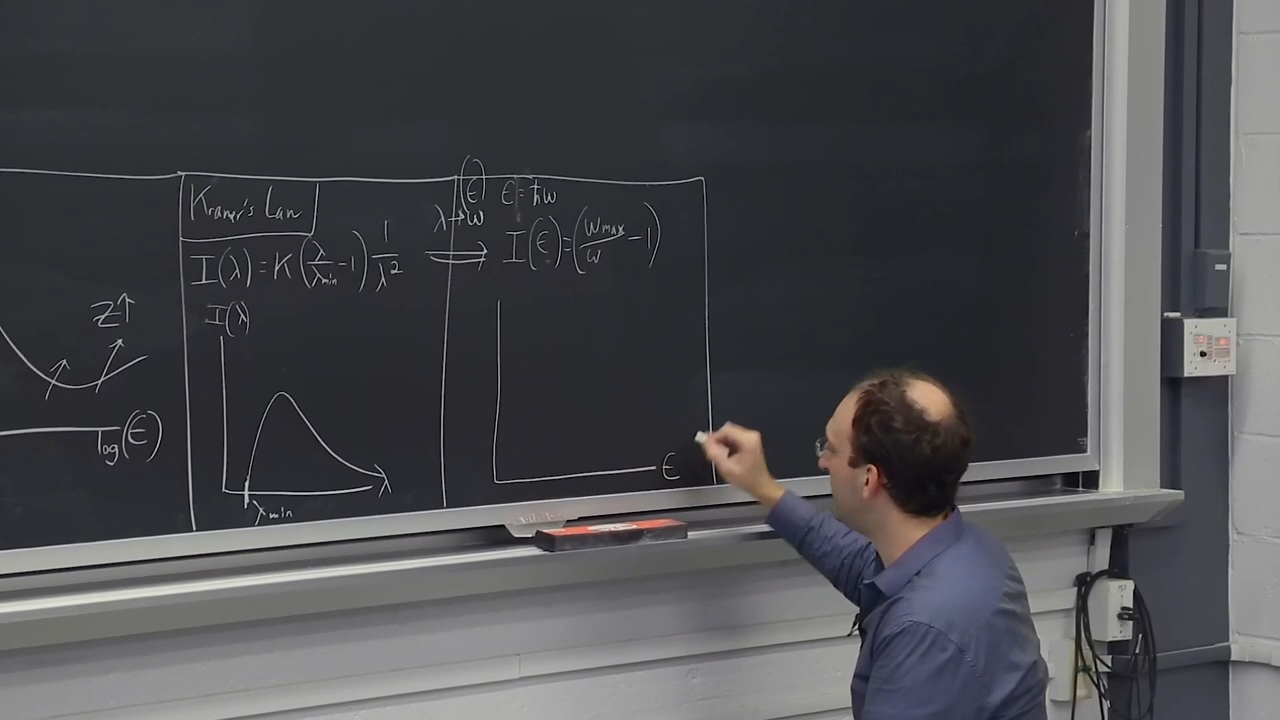 Z↑
log(E)
Kramer's Law
I(λ) = K(λ/λmin - 1) 1/λ²
I(λ)
λ
λmin
λ→ω
⟹
(E) E = ħω
I(E) = (ωmax/ω - 1)
E